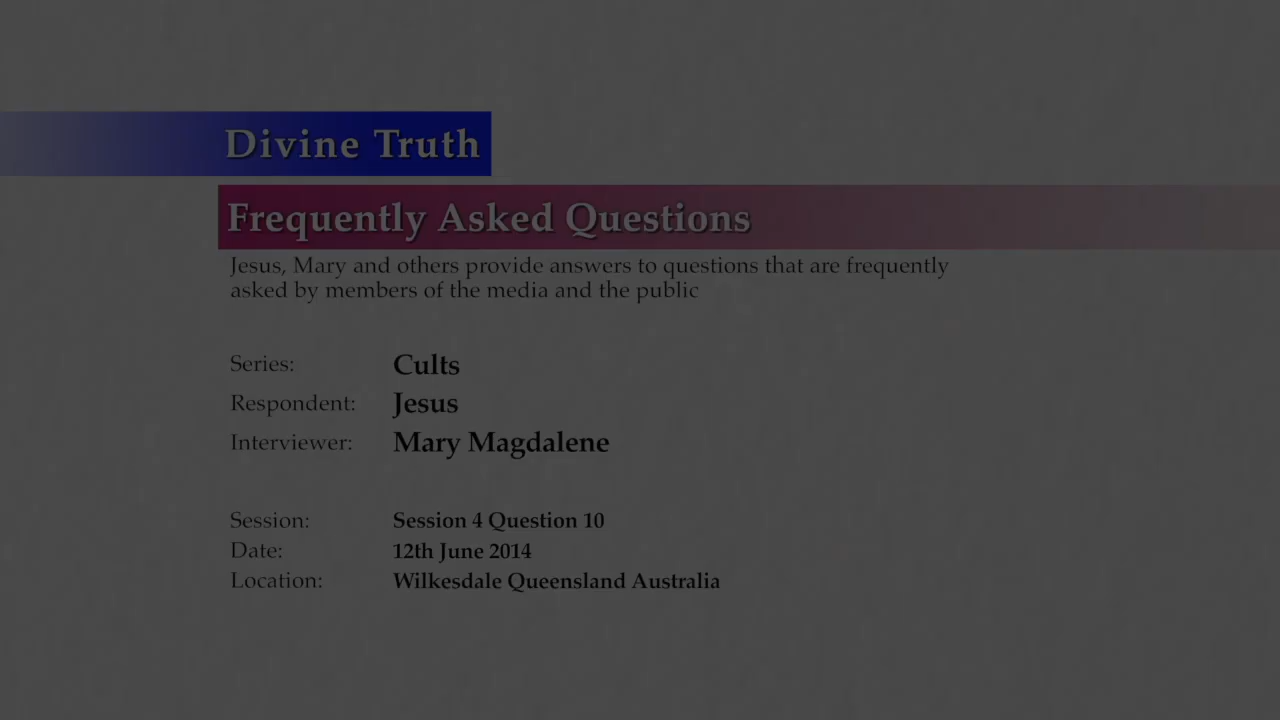 Divine Truth
Frequently Asked Questions
Jesus, Mary and others provide answers to questions that are frequently
asked by members of the media and the public
Series: Cults
Respondent: Jesus
Interviewer: Mary Magdalene
Session: Session 4 Question 10
Date: 12th June 2014
Location: Wilkesdale Queensland Australia